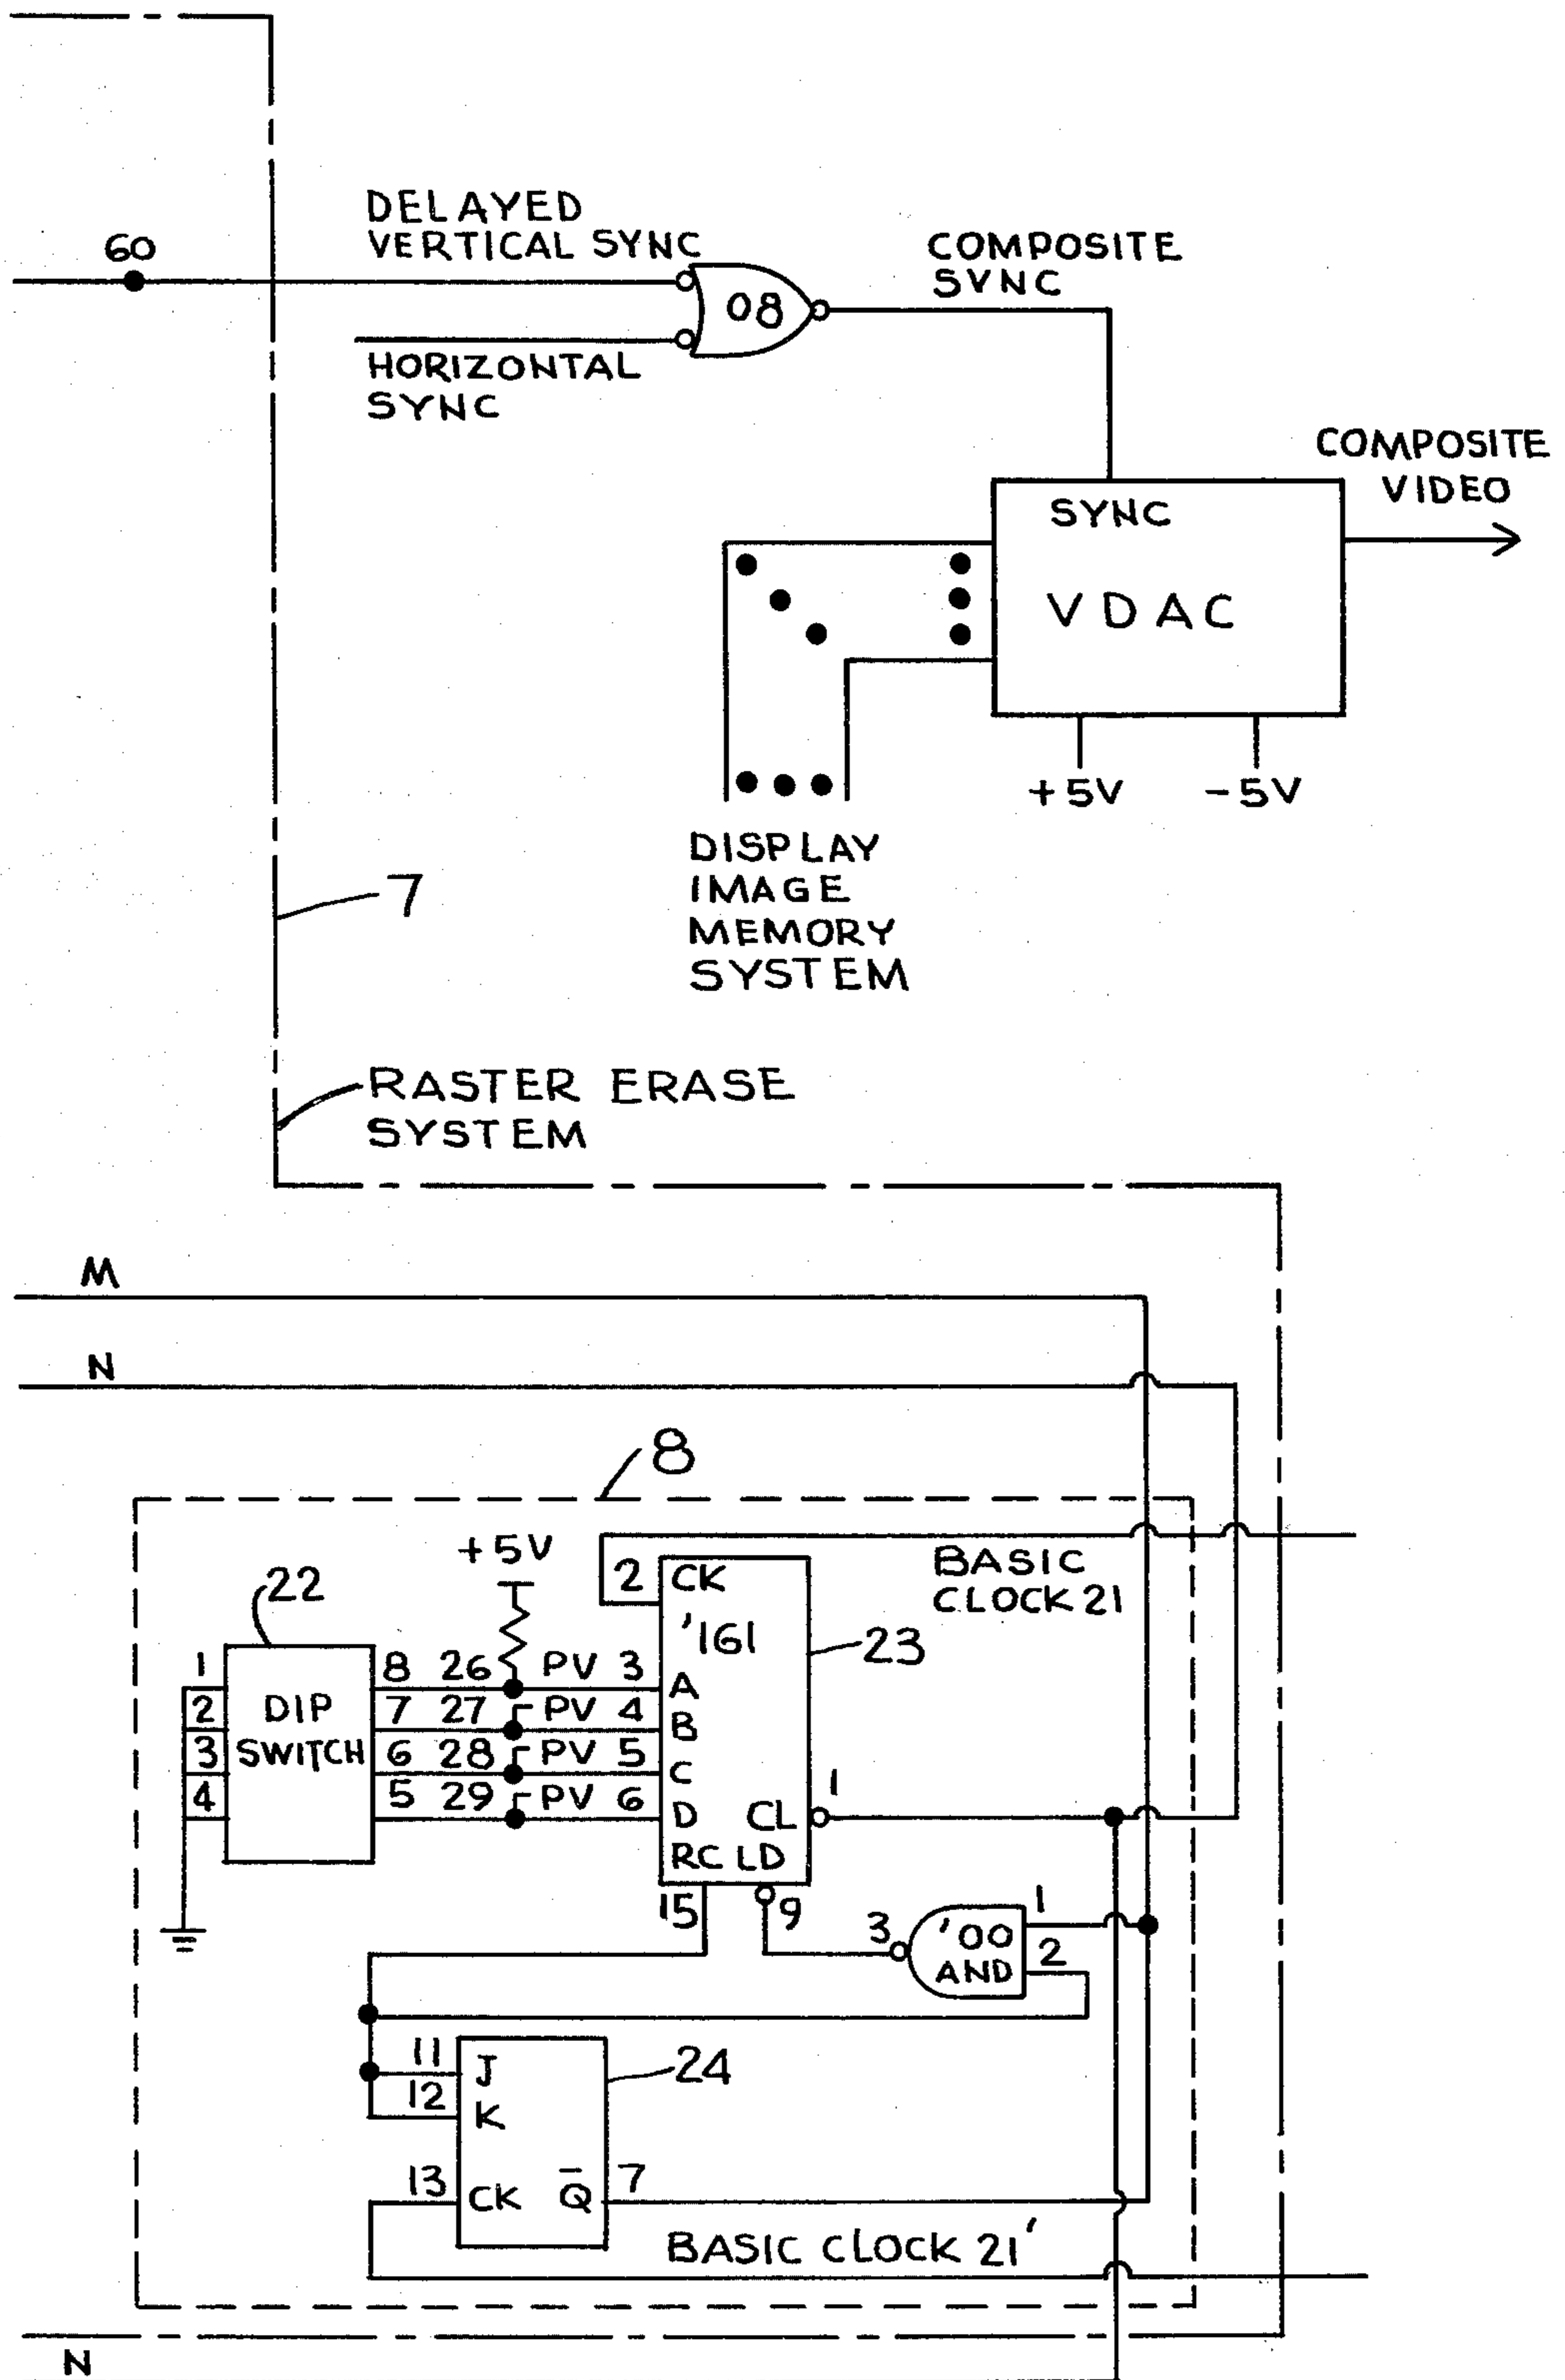 60
DELAYED
VERTICAL SYNC
08
COMPOSITE
SYNC
HORIZONTAL
SYNC
COMPOSITE
VIDEO
SYNC
VDAC
+5V -5V
DISPLAY
IMAGE
MEMORY
SYSTEM
7
RASTER ERASE
SYSTEM
M
N
8
+5V
BASIC
CLOCK 21
2 CK
'161
22
23
1 8 26 PV 3 A
DIP
2 7 27 PV 4 B
SWITCH
3 6 28 PV 5 C
4 5 29 PV 6 D
CL 1
RC LD
15 9
3 '00 1
AND 2
11 J
24
12 K
13 CK Q̅ 7
BASIC CLOCK 21'
N